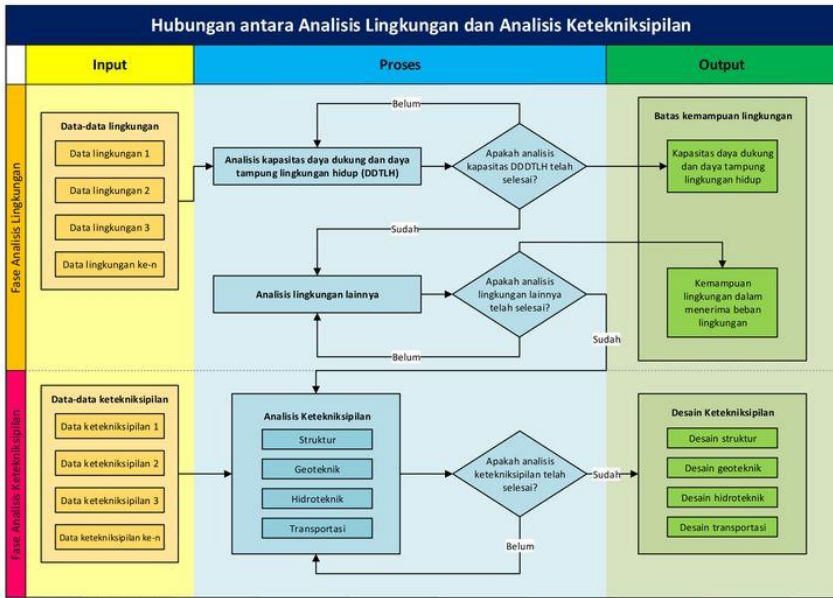 Hubungan antara Analisis Lingkungan dan Analisis Ketekniksipilan
Input
Proses
Output
Fase Analisis Lingkungan
Data-data lingkungan
Data lingkungan 1
Data lingkungan 2
Data lingkungan 3
Data lingkungan ke-n
Belum
Analisis kapasitas daya dukung dan daya
tampung lingkungan hidup (DDTLH)
Apakah analisis
kapasitas DDDTLH telah
selesai?
Sudah
Analisis lingkungan lainnya
Apakah analisis
lingkungan lainnya
telah selesai?
Belum
Sudah
Batas kemampuan lingkungan
Kapasitas daya dukung
dan daya tampung
lingkungan hidup
Kemampuan
lingkungan dalam
menerima beban
lingkungan
Fase Analisis Ketekniksipilan
Data-data ketekniksipilan
Data ketekniksipilan 1
Data ketekniksipilan 2
Data ketekniksipilan 3
Data ketekniksipilan ke-n
Analisis Ketekniksipilan
Struktur
Geoteknik
Hidroteknik
Transportasi
Apakah analisis
ketekniksipilan telah
selesai?
Sudah
Belum
Desain Ketekniksipilan
Desain struktur
Desain geoteknik
Desain hidroteknik
Desain transportasi